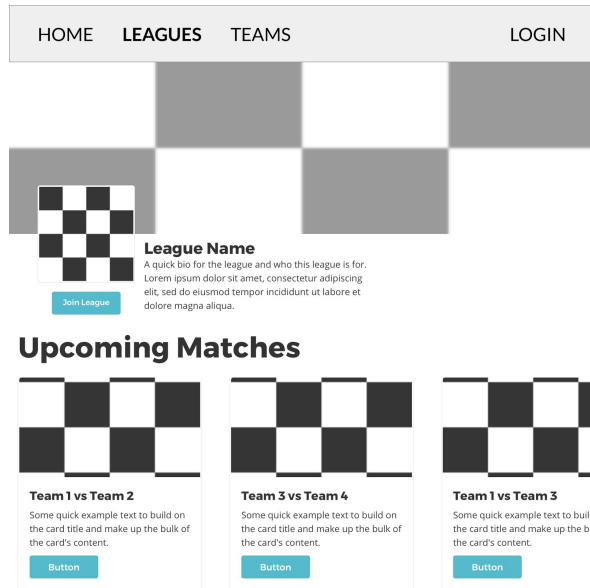 HOME LEAGUES TEAMS LOGIN
League Name
A quick bio for the league and who this league is for.
Lorem ipsum dolor sit amet, consectetur adipiscing
elit, sed do eiusmod tempor incididunt ut labore et
dolore magna aliqua.
Join League
Upcoming Matches
Team 1 vs Team 2
Some quick example text to build on
the card title and make up the bulk of
the card's content.
Button
Team 3 vs Team 4
Some quick example text to build on
the card title and make up the bulk of
the card's content.
Button
Team 1 vs Team 3
Some quick example text to
the card title and make up the
the card's content.
Button